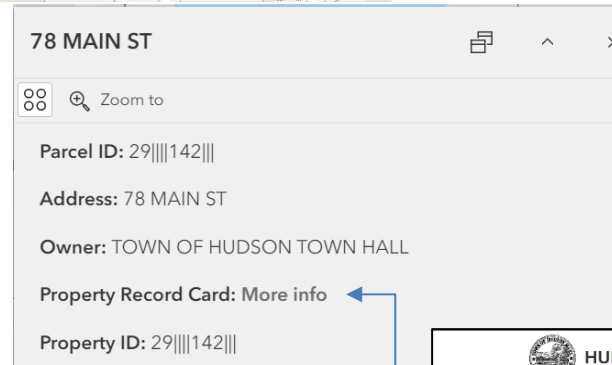 78 MAIN ST
Zoom to
Parcel ID: 29||||142|||
Address: 78 MAIN ST
Owner: TOWN OF HUDSON TOWN HALL
Property Record Card: More info
Property ID: 29||||142|||